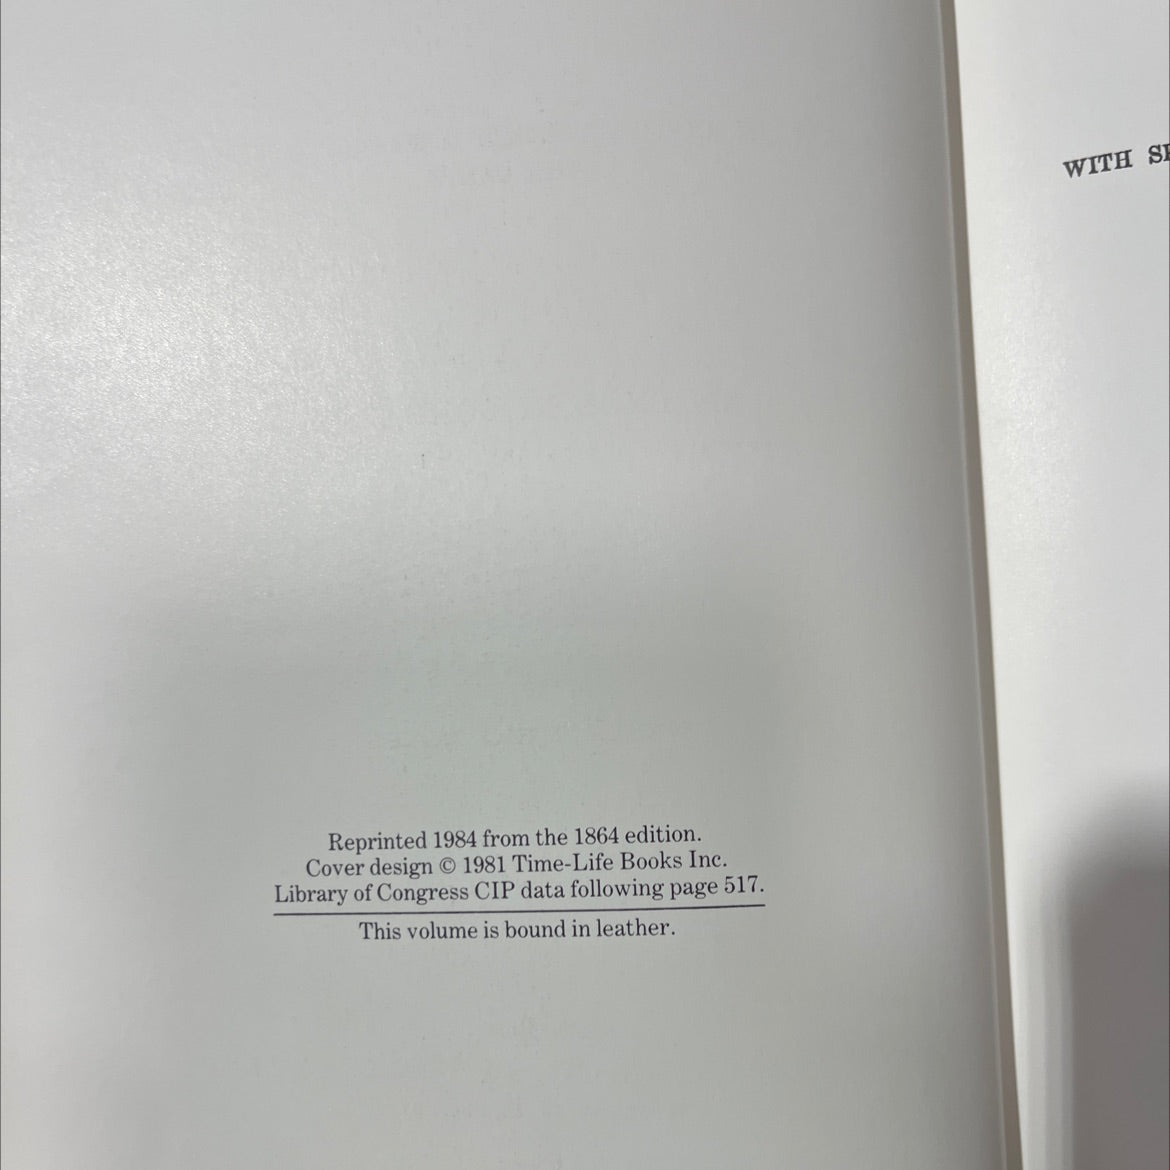 Reprinted 1984 from the 1864 edition.
Cover design © 1981 Time-Life Books Inc.
Library of Congress CIP data following page 517.
This volume is bound in leather.
WITH